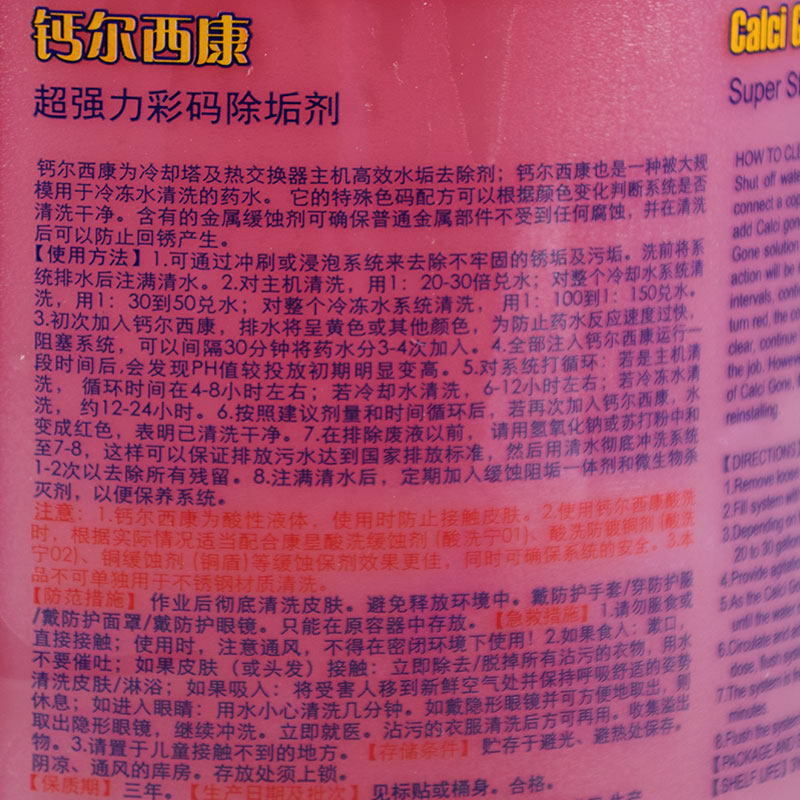 钙尔西康
超强力彩码除垢剂
钙尔西康为冷却塔及热交换器主机高效水垢去除剂；钙尔西康也是一种被大规
模用于冷冻水清洗的药水。 它的特殊色码配方可以根据颜色变化判断系统是否
清洗干净。含有的金属缓蚀剂可确保普通金属部件不受到任何腐蚀，并在清洗
后可以防止回锈产生。
【使用方法】1.可通过冲刷或浸泡系统来去除不牢固的锈垢及污垢。洗前将系
统排水后注满清水。2.对主机清洗，用1：20-30倍兑水；对整个冷却水系统清
洗，用1：30到50兑水；对整个冷冻水系统清洗，用1：100到1：150兑水。
3.初次加入钙尔西康，排水将呈黄色或其他颜色，为防止药水反应速度过快，
阻塞系统，可以间隔30分钟将药水分3-4次加入。4.全部注入钙尔西康运行一
段时间后,会发现PH值较投放初期明显变高。5.对系统打循环：若是主机清
洗， 循环时间在4-8小时左右；若冷却水清洗，6-12小时左右；若冷冻水清
洗， 约12-24小时。6.按照建议剂量和时间循环后，若再次加入钙尔西康，水
变成红色，表明已清洗干净。7.在排除废液以前， 请用氢氧化钠或苏打粉中和
至7-8，这样可以保证排放污水达到国家排放标准，然后用清水彻底冲洗系统
1-2次以去除所有残留。8.注满清水后，定期加入缓蚀阻垢一体剂和微生物杀
灭剂，以便保养系统。
注意：1.钙尔西康为酸性液体，使用时防止接触皮肤。2.使用钙尔西康酸洗
时，根据实际情况适当配合康星酸洗缓蚀剂（酸洗宁01）、酸洗防镀铜剂（酸洗
宁02）、铜缓蚀剂（铜盾）等缓蚀保剂效果更佳，同时可确保系统的安全。3.本
品不可单独用于不锈钢材质清洗。
【防范措施】作业后彻底清洗皮肤。避免释放环境中。戴防护手套/穿防护服
/戴防护面罩/戴防护眼镜。只能在原容器中存放。【急救措施】1.请勿服食或
直接接触；使用时，注意通风，不得在密闭环境下使用！2.如果食入：漱口，
不要催吐；如果皮肤（或头发）接触：立即除去/脱掉所有沾污的衣物，用水
清洗皮肤/淋浴；如果吸入：将受害人移到新鲜空气处并保持呼吸舒适的姿势
休息；如进入眼睛：用水小心清洗几分钟。如戴隐形眼镜并可方便地取出，则
取出隐形眼镜，继续冲洗。立即就医。沾污的衣服清洗后方可再用。收集溢出
物。3.请置于儿童接触不到的地方。【存储条件】 贮存于避光、避热处保存。
阴凉、通风的库房。存放处须上锁。
【保质期】三年。【生产日期及批次】见标贴或桶身。合格。
Calci G
Super St
HOW TO CLE
Shut off water
connect a cop
add Calci gon
Gone solution
action will be
intervals, cont
turn red, the co
clear, continue
the job. Howev
of Calci Gone,
reinstalling.
【DIRECTIONS】
1.Remove loose
2.Fill system with
3.Depending on
20 to 30 gallon
4.Provide agitatio
5.As the Calci Go
until the water
6.Circulate and ad
dose, flush system
7.The system is fre
minutes.
8.Flush the system
【PACKAGE AND S
【SHELF LIFE】3